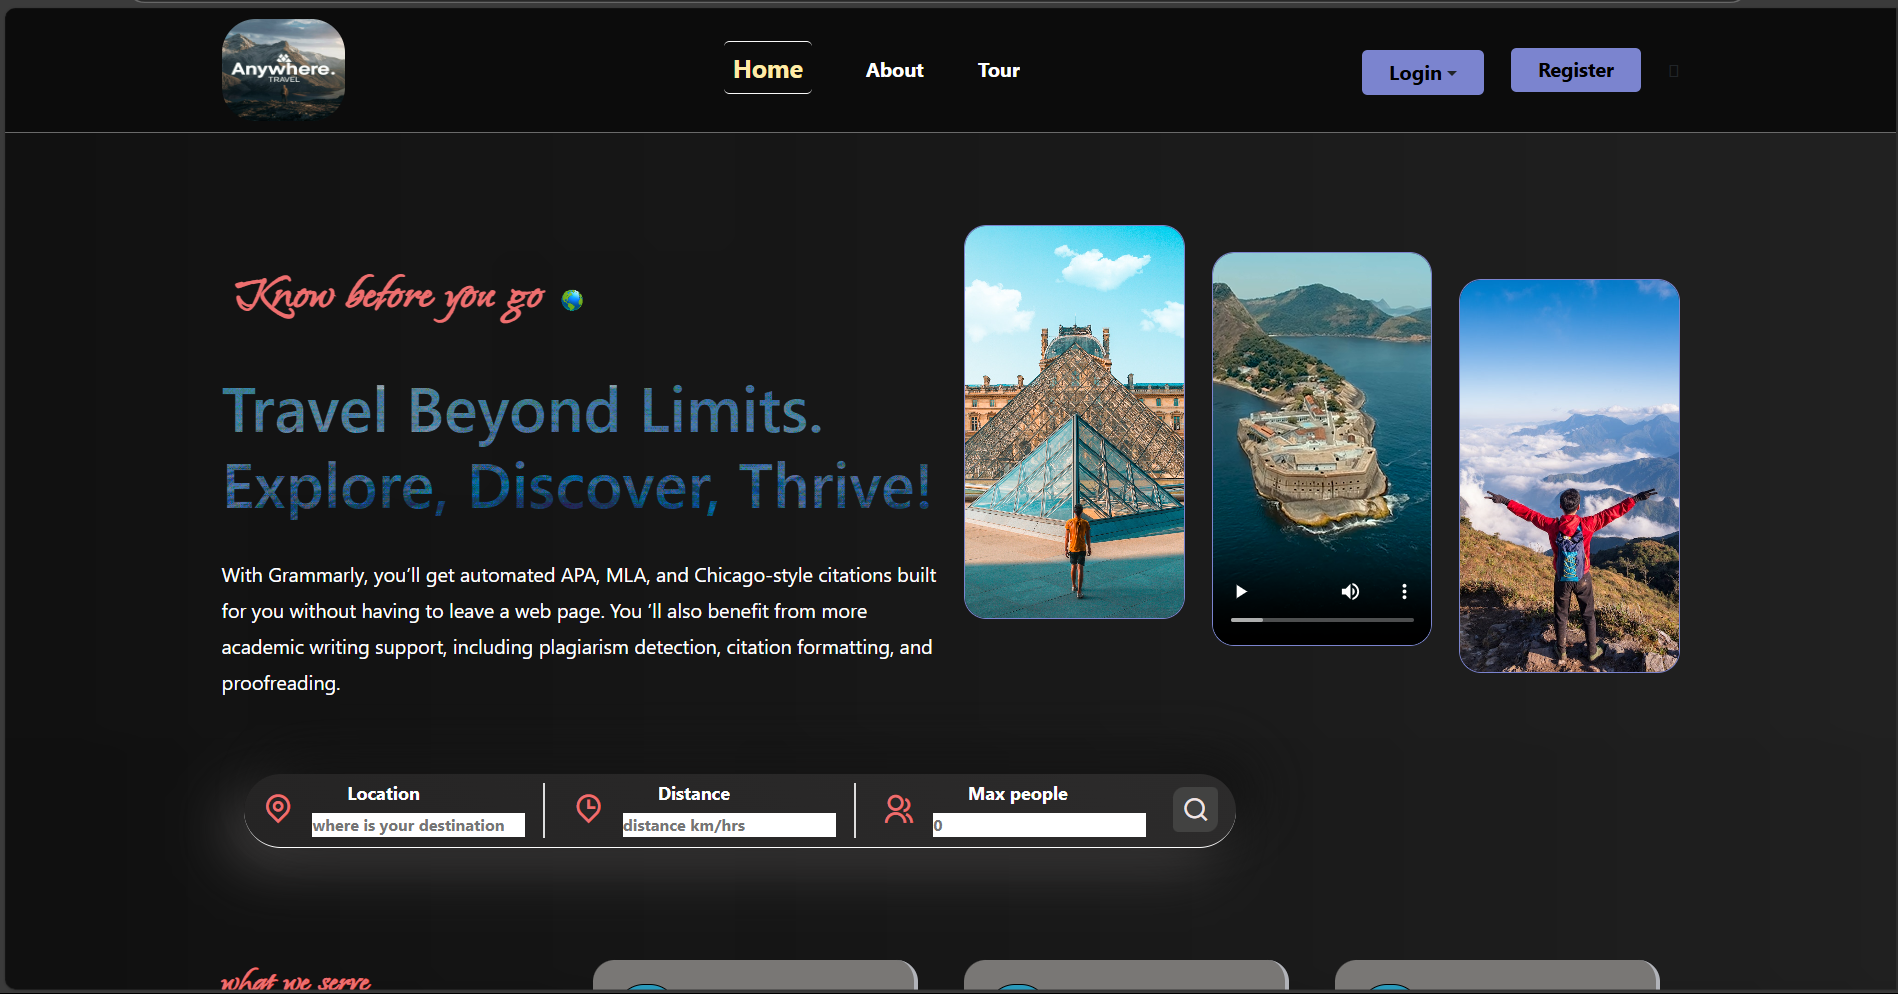 Anywhere.
TRAVEL
Home
About
Tour
Login
Register
Know before you go
Travel Beyond Limits.
Explore, Discover, Thrive!
With Grammarly, you’ll get automated APA, MLA, and Chicago-style citations built
for you without having to leave a web page. You ’ll also benefit from more
academic writing support, including plagiarism detection, citation formatting, and
proofreading.
Location
where is your destination
Distance
distance km/hrs
Max people
0
what we serve